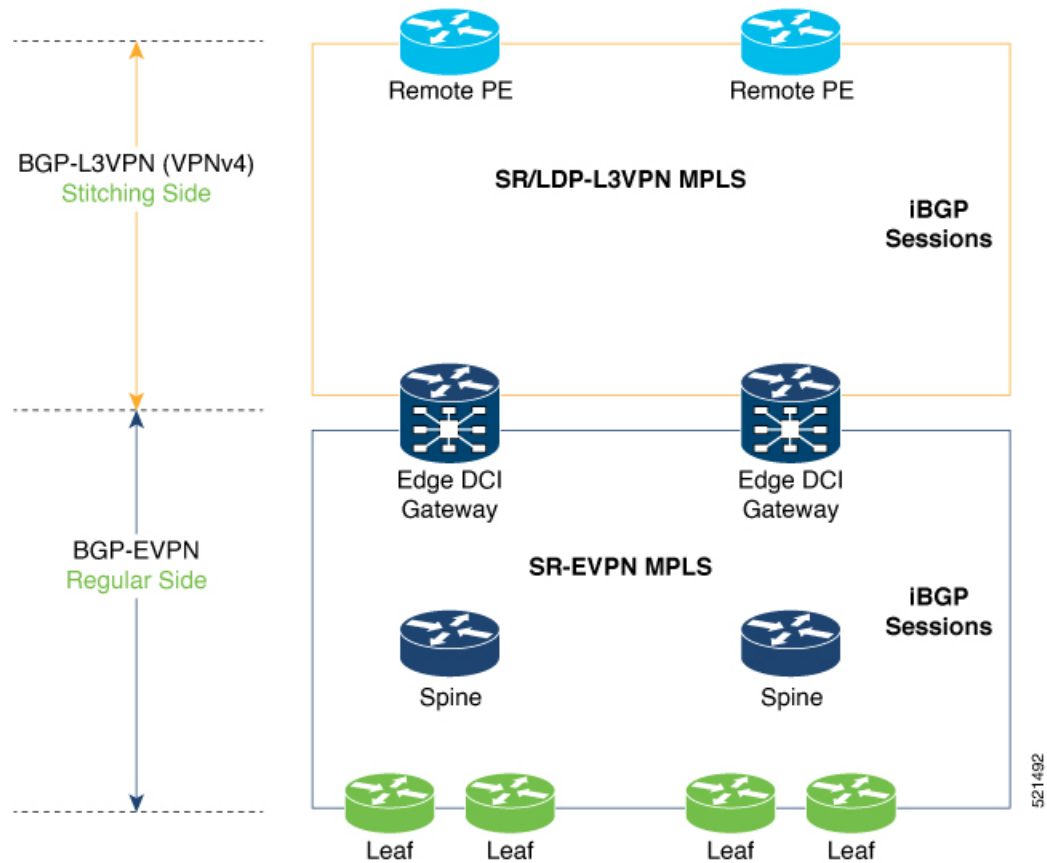 Remote PE
Remote PE
BGP-L3VPN (VPNv4)
Stitching Side
SR/LDP-L3VPN MPLS
iBGP
Sessions
Edge DCI
Gateway
Edge DCI
Gateway
BGP-EVPN
Regular Side
SR-EVPN MPLS
iBGP
Sessions
Spine
Spine
Leaf
Leaf
Leaf
Leaf
521492